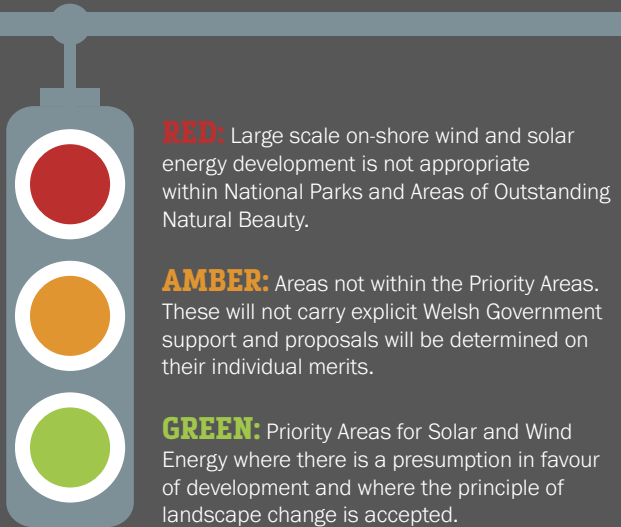 RED: Large scale on-shore wind and solar
energy development is not appropriate
within National Parks and Areas of Outstanding
Natural Beauty.
AMBER: Areas not within the Priority Areas.
These will not carry explicit Welsh Government
support and proposals will be determined on
their individual merits.
GREEN: Priority Areas for Solar and Wind
Energy where there is a presumption in favour
of development and where the principle of
landscape change is accepted.